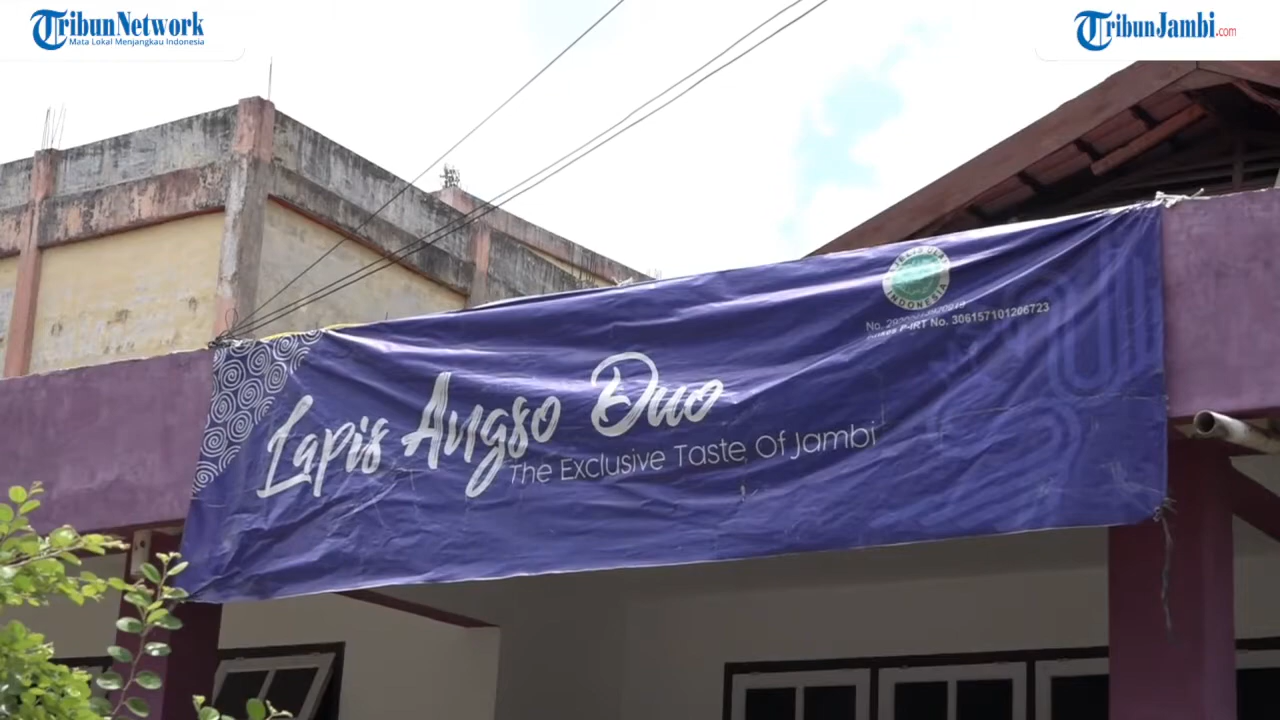 TribunNetwork
Mata Lokal Menjangkau Indonesia
TribunJambi.com
INDONESIA
P-IRT No. 306157101206723
Lapis Angso Duo
The Exclusive Taste Of Jambi